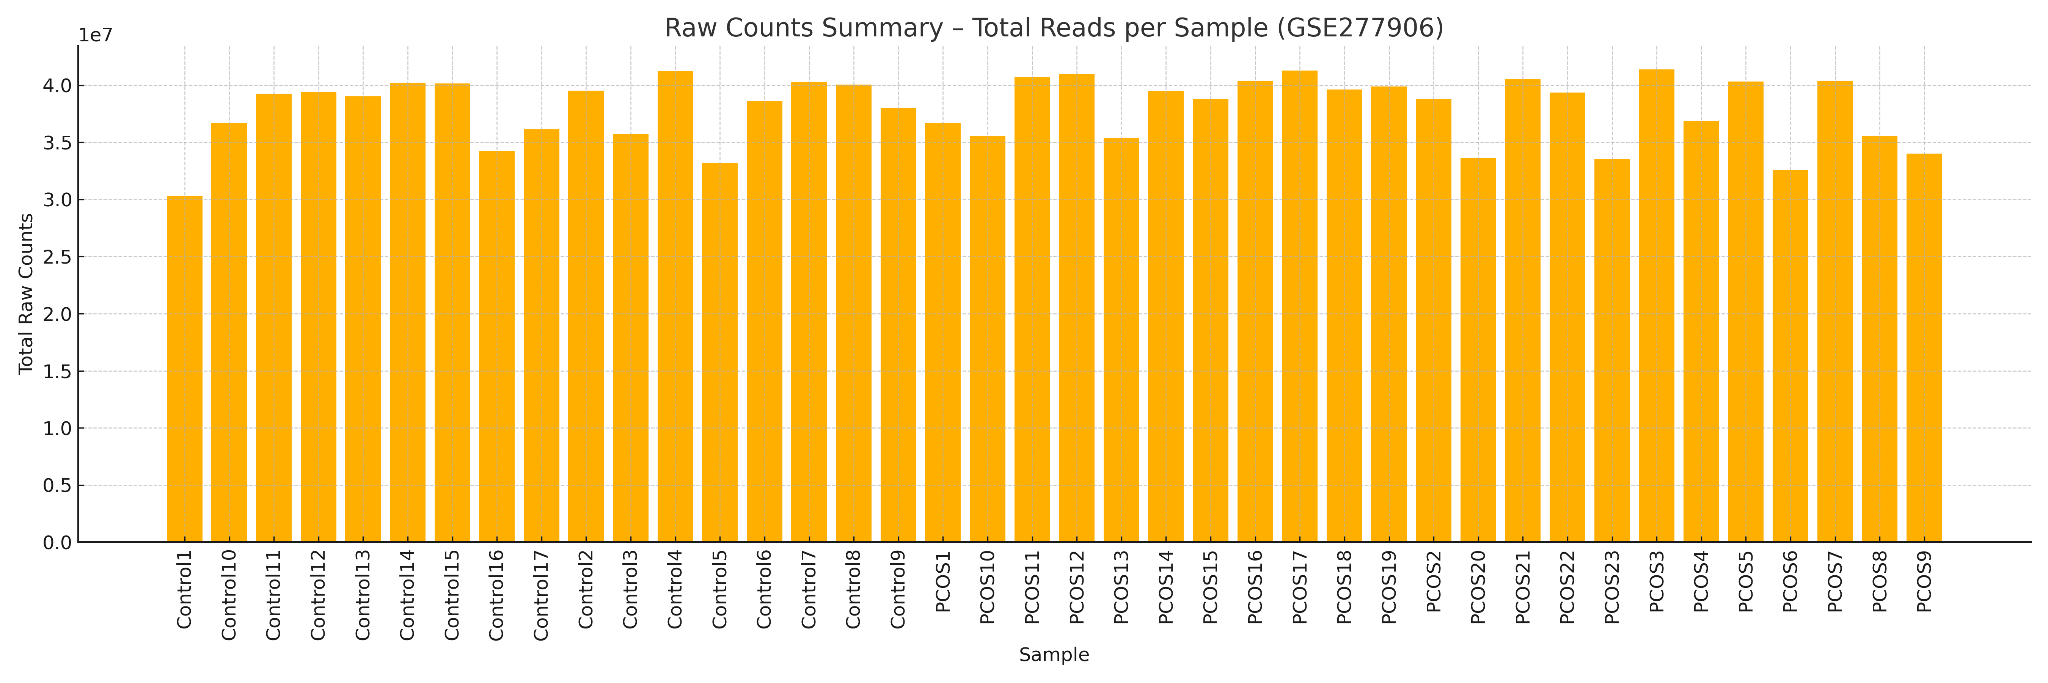 Raw Counts Summary – Total Reads per Sample (GSE277906)
1e7
4.0
3.5
3.0
2.5
2.0
1.5
1.0
0.5
0.0
Total Raw Counts
Control1
Control10
Control11
Control12
Control13
Control14
Control15
Control16
Control17
Control2
Control3
Control4
Control5
Control6
Control7
Control8
Control9
PCOS1
PCOS10
PCOS11
PCOS12
PCOS13
PCOS14
PCOS15
PCOS16
PCOS17
PCOS18
PCOS19
PCOS2
PCOS20
PCOS21
PCOS22
PCOS23
PCOS3
PCOS4
PCOS5
PCOS6
PCOS7
PCOS8
PCOS9
Sample